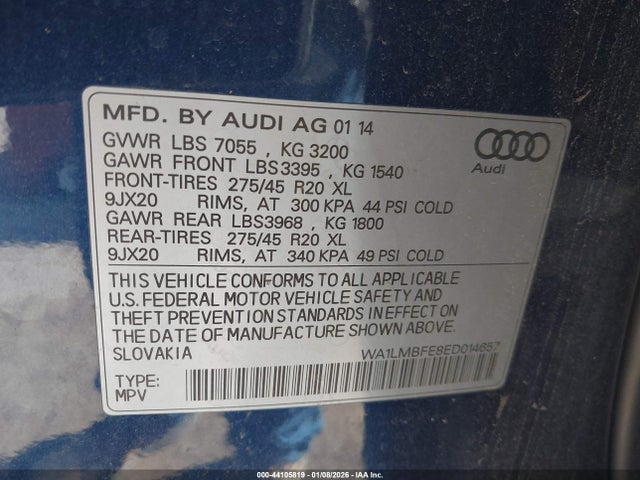 MFD. BY AUDI AG 01 14
GVWR LBS 7055 , KG 3200
GAWR FRONT LBS3395 , KG 1540
FRONT-TIRES 275/45 R20 XL
9JX20 RIMS, AT 300 KPA 44 PSI COLD
GAWR REAR LBS3968 , KG 1800
REAR-TIRES 275/45 R20 XL
9JX20 RIMS, AT 340 KPA 49 PSI COLD
Audi
THIS VEHICLE CONFORMS TO ALL APPLICABLE
U.S. FEDERAL MOTOR VEHICLE SAFETY AND
THEFT PREVENTION STANDARDS IN EFFECT ON
THE DATE OF MANUFACTURE SHOWN ABOVE.
SLOVAKIA WA1LMBFE8ED014657
TYPE:
MPV
000-44105819 - 01/08/2026 - IAA Inc.